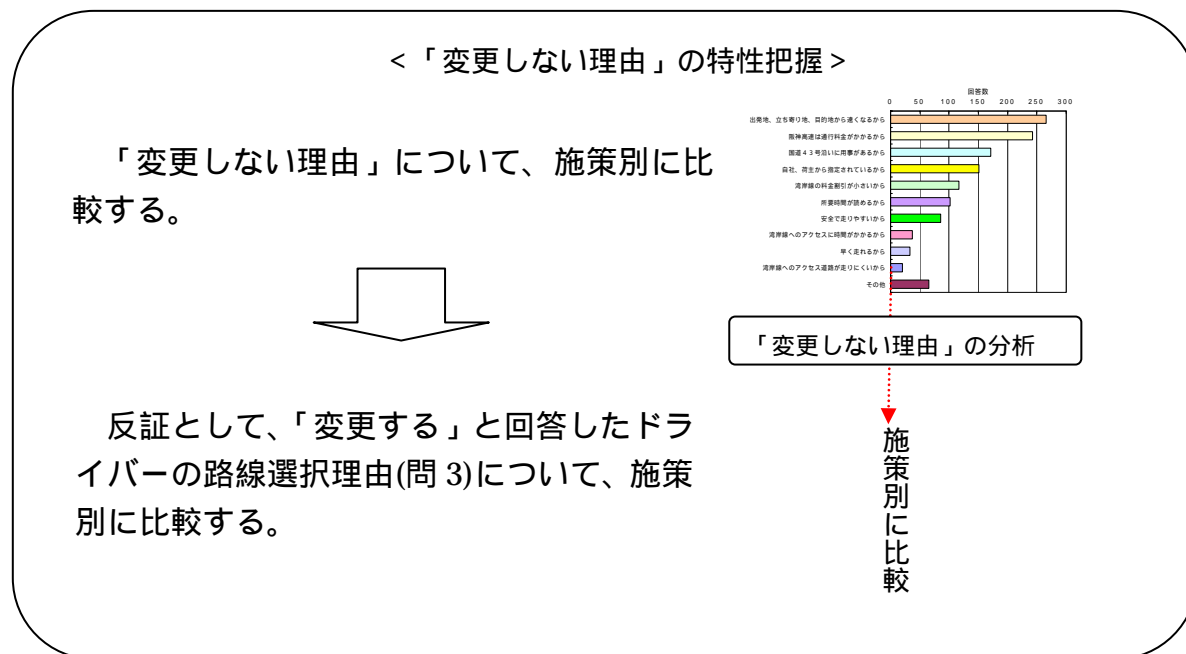 <「変更しない理由」の特性把握>
「変更しない理由」について、施策別に比
較する。
反証として、「変更する」と回答したドラ
イバーの路線選択理由(問 3)について、施策
別に比較する。
回答数
0 50 100 150 200 250 300
出発地、立ち寄り地、目的地から遠くなるから
阪神高速は通行料金がかかるから
国道43号沿いに用事があるから
自社、荷主から指定されているから
湾岸線の料金割引が小さいから
所要時間が読めるから
安全で走りやすいから
湾岸線へのアクセスに時間がかかるから
早く走れるから
湾岸線へのアクセス道路が走りにくいから
その他
「変更しない理由」の分析
施策別に比較